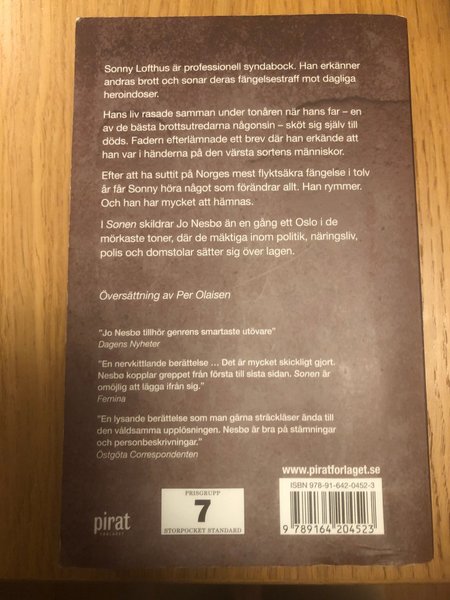 Sonny Lofthus är professionell syndabock. Han erkänner
andras brott och sonar deras fängelsestraff mot dagliga
heroindoser.
Hans liv rasade samman under tonåren när hans far – en
av de bästa brottsutredarna någonsin – sköt sig själv till
döds. Fadern efterlämnade ett brev där han erkände att
han var i händerna på den värsta sortens människor.
Efter att ha suttit på Norges mest flyktsäkra fängelse i tolv
år får Sonny höra något som förändrar allt. Han rymmer.
Och han har mycket att hämnas.
I Sonen skildrar Jo Nesbø än en gång ett Oslo i de
mörkaste toner, där de mäktiga inom politik, näringsliv,
polis och domstolar sätter sig över lagen.
Översättning av Per Olaisen
"Jo Nesbø tillhör genrens smartaste utövare"
Dagens Nyheter
"En nervkittlande berättelse ... Det är mycket skickligt gjort.
Nesbø kopplar greppet från första till sista sidan. Sonen är
omöjlig att lägga ifrån sig."
Femina
"En lysande berättelse som man gärna sträckläser ända till
den våldsamma upplösningen. Nesbø är bra på stämningar
och personbeskrivningar."
Östgöta Correspondenten
www.piratforlaget.se
ISBN 978-91-642-0452-3
9 789164 204523
PRISGRUPP
7
STORPOCKET STANDARD
pirat
FÖRLAGET